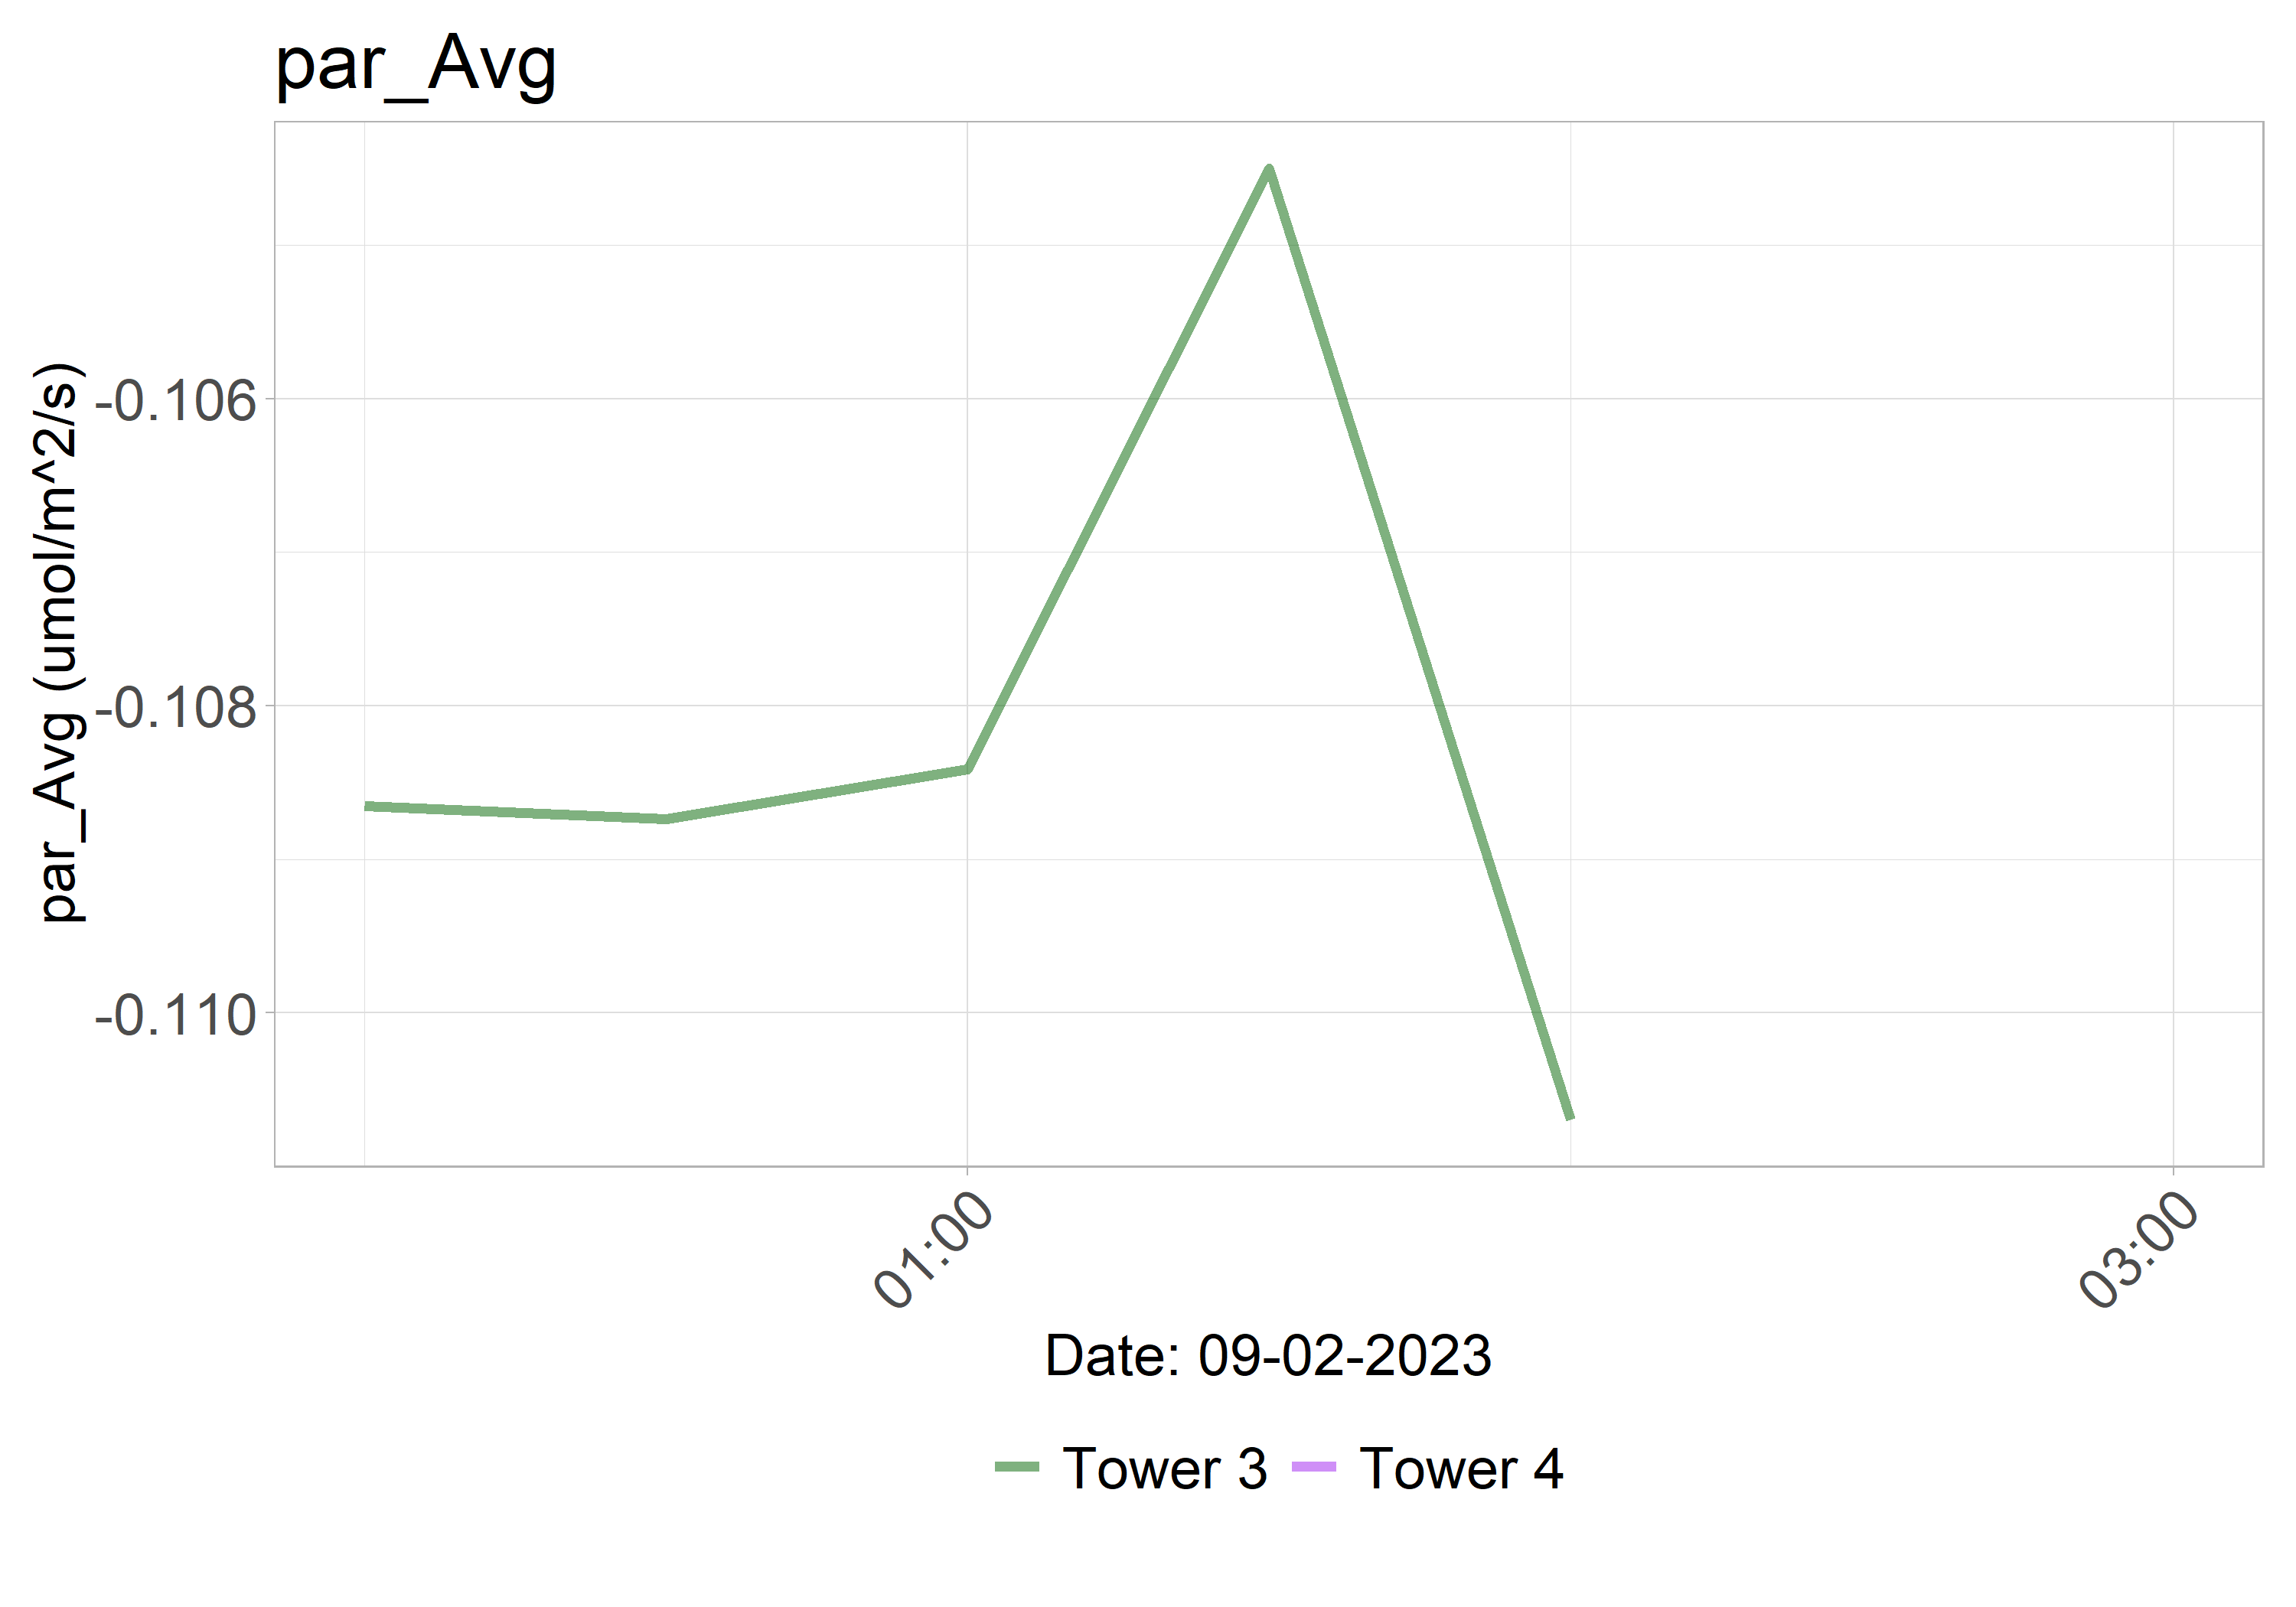 par_Avg
par_Avg (umol/m^2/s)
-0.106
-0.108
-0.110
01:00
03:00
Date: 09-02-2023
Tower 3
Tower 4